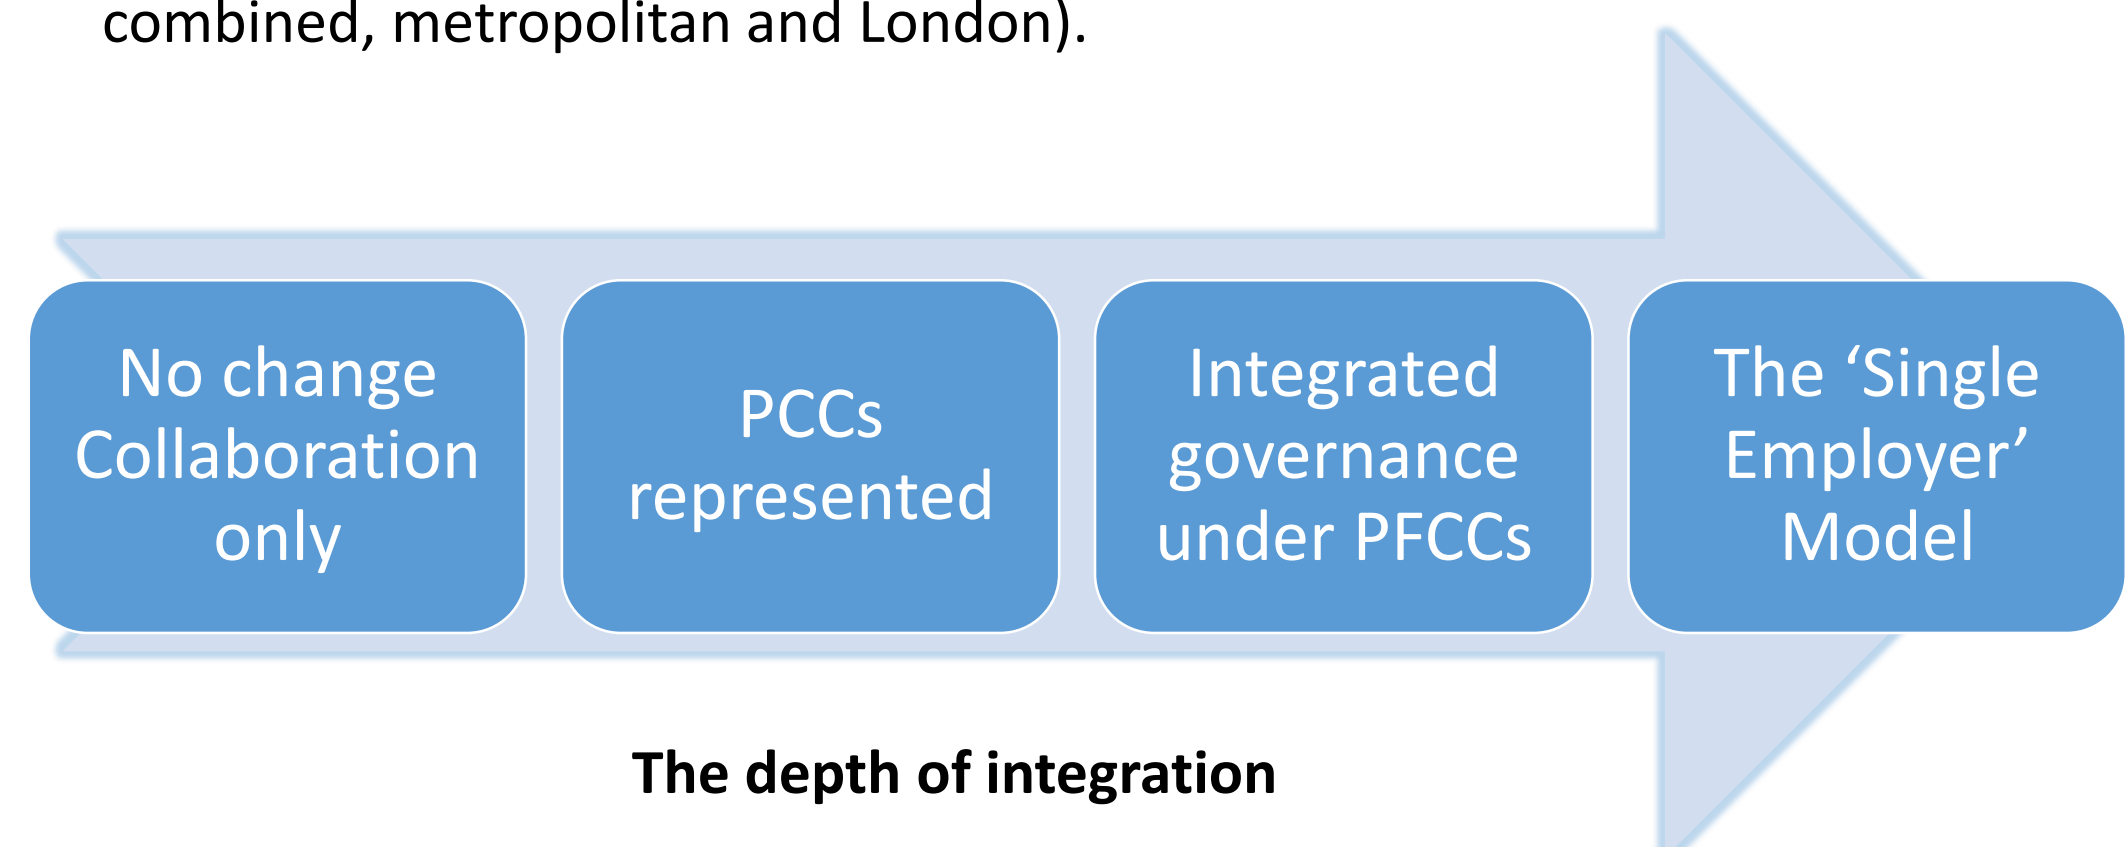 combined, metropolitan and London).
No change
Collaboration
only
PCCs
represented
Integrated
governance
under PFCCs
The ‘Single
Employer’
Model
The depth of integration